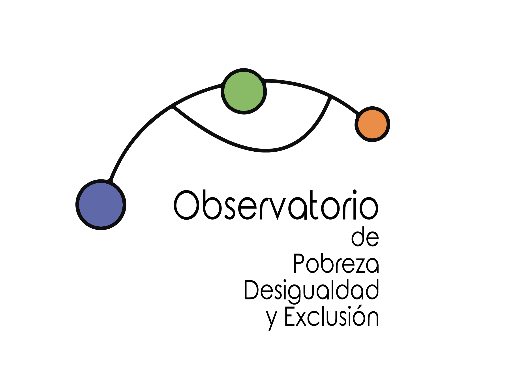 Observatorio
de
Pobreza
Desigualdad
y Exclusión